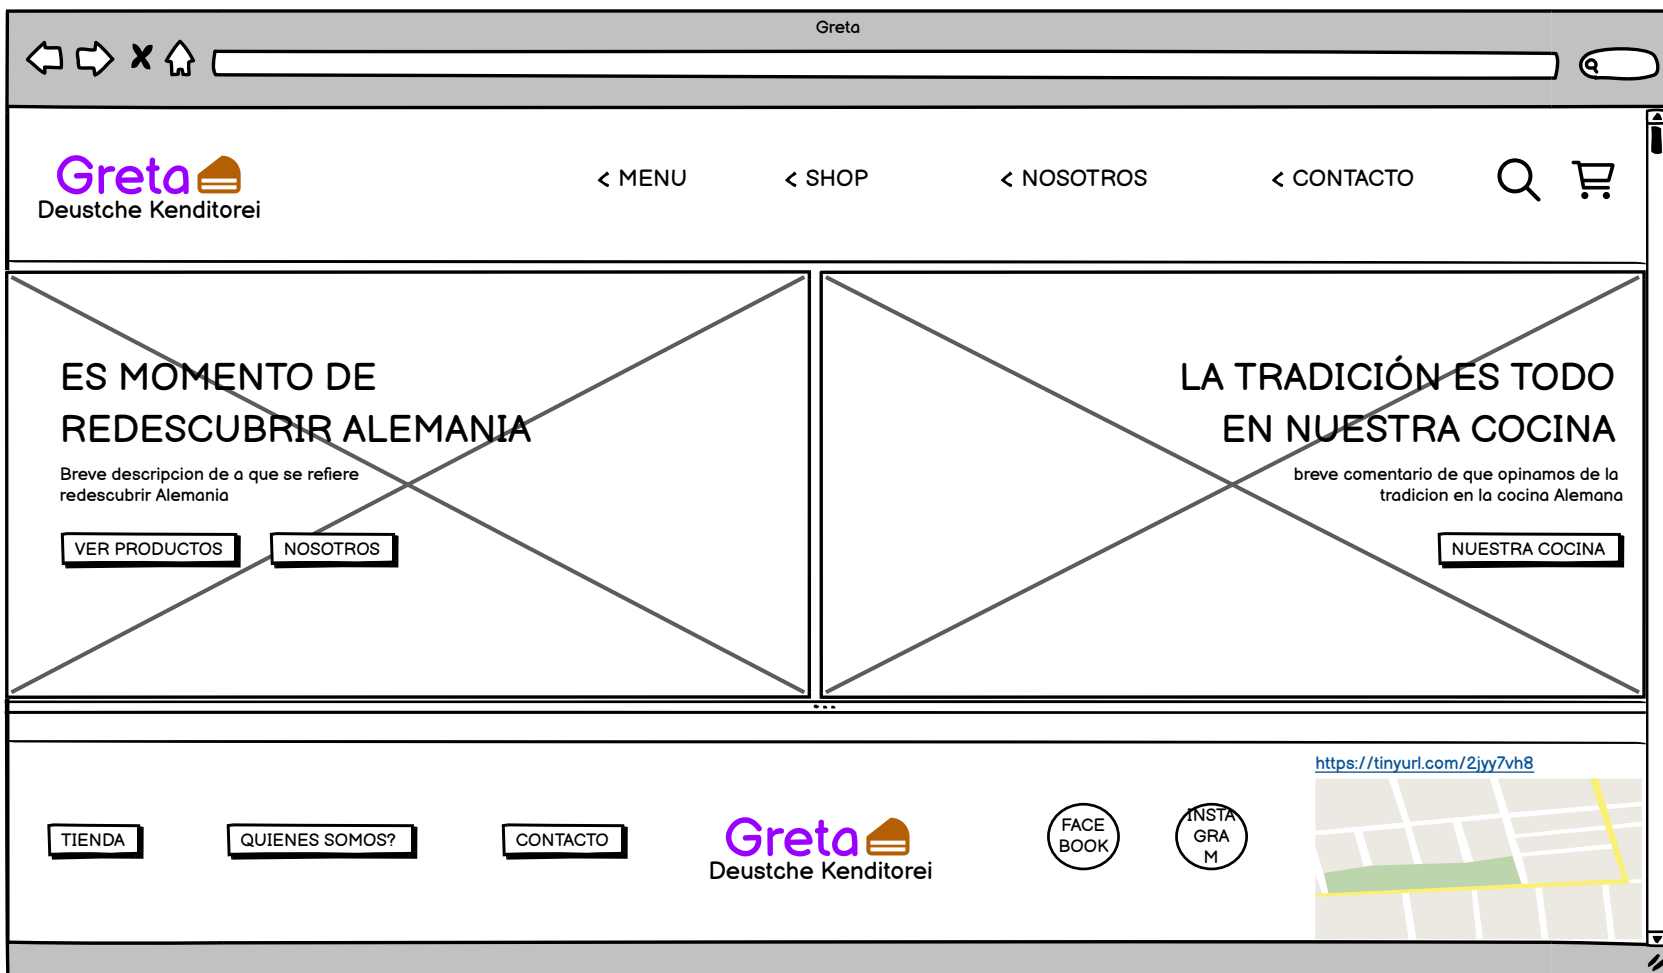 Greta
Greta
Deustche Kenditorei
< MENU
< SHOP
< NOSOTROS
< CONTACTO
ES MOMENTO DE
REDESCUBRIR ALEMANIA
Breve descripcion de a que se refiere
redescubrir Alemania
VER PRODUCTOS
NOSOTROS
LA TRADICIÓN ES TODO
EN NUESTRA COCINA
breve comentario de que opinamos de la
tradicion en la cocina Alemana
NUESTRA COCINA
TIENDA
QUIENES SOMOS?
CONTACTO
Greta
Deustche Kenditorei
FACE
BOOK
INSTA
GRA
M
https://tinyurl.com/2jyy7vh8